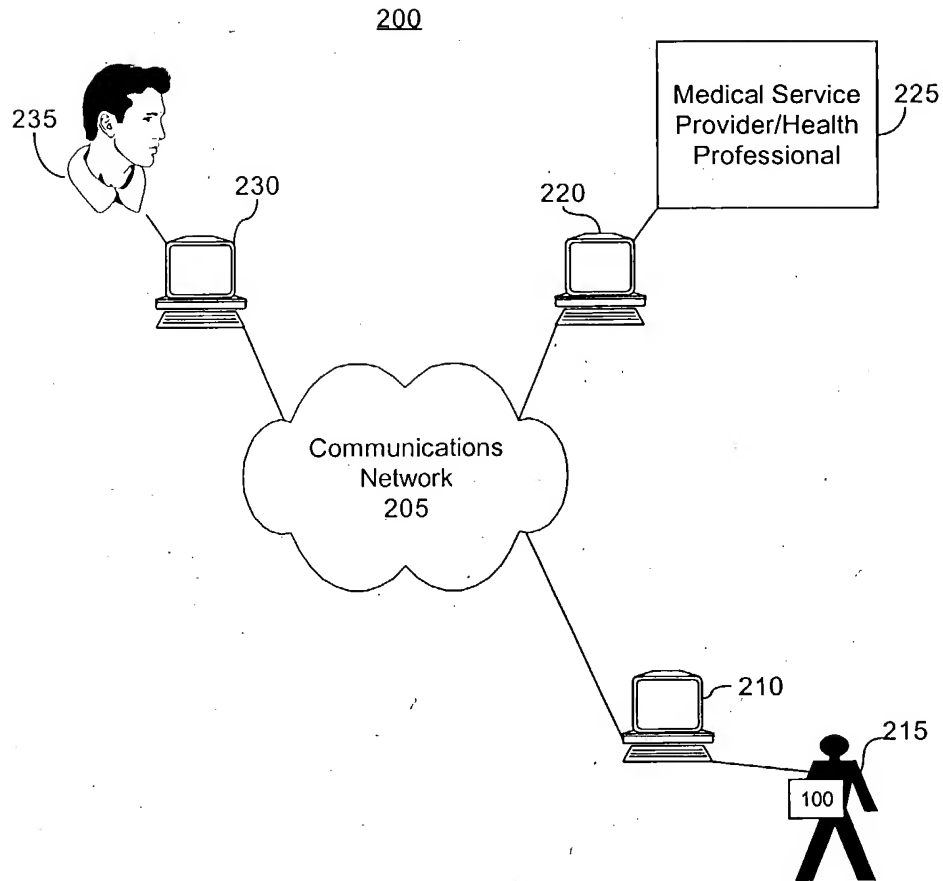 200
235
230
220
Medical Service
Provider/Health
Professional
225
Communications
Network
205
210
215
100